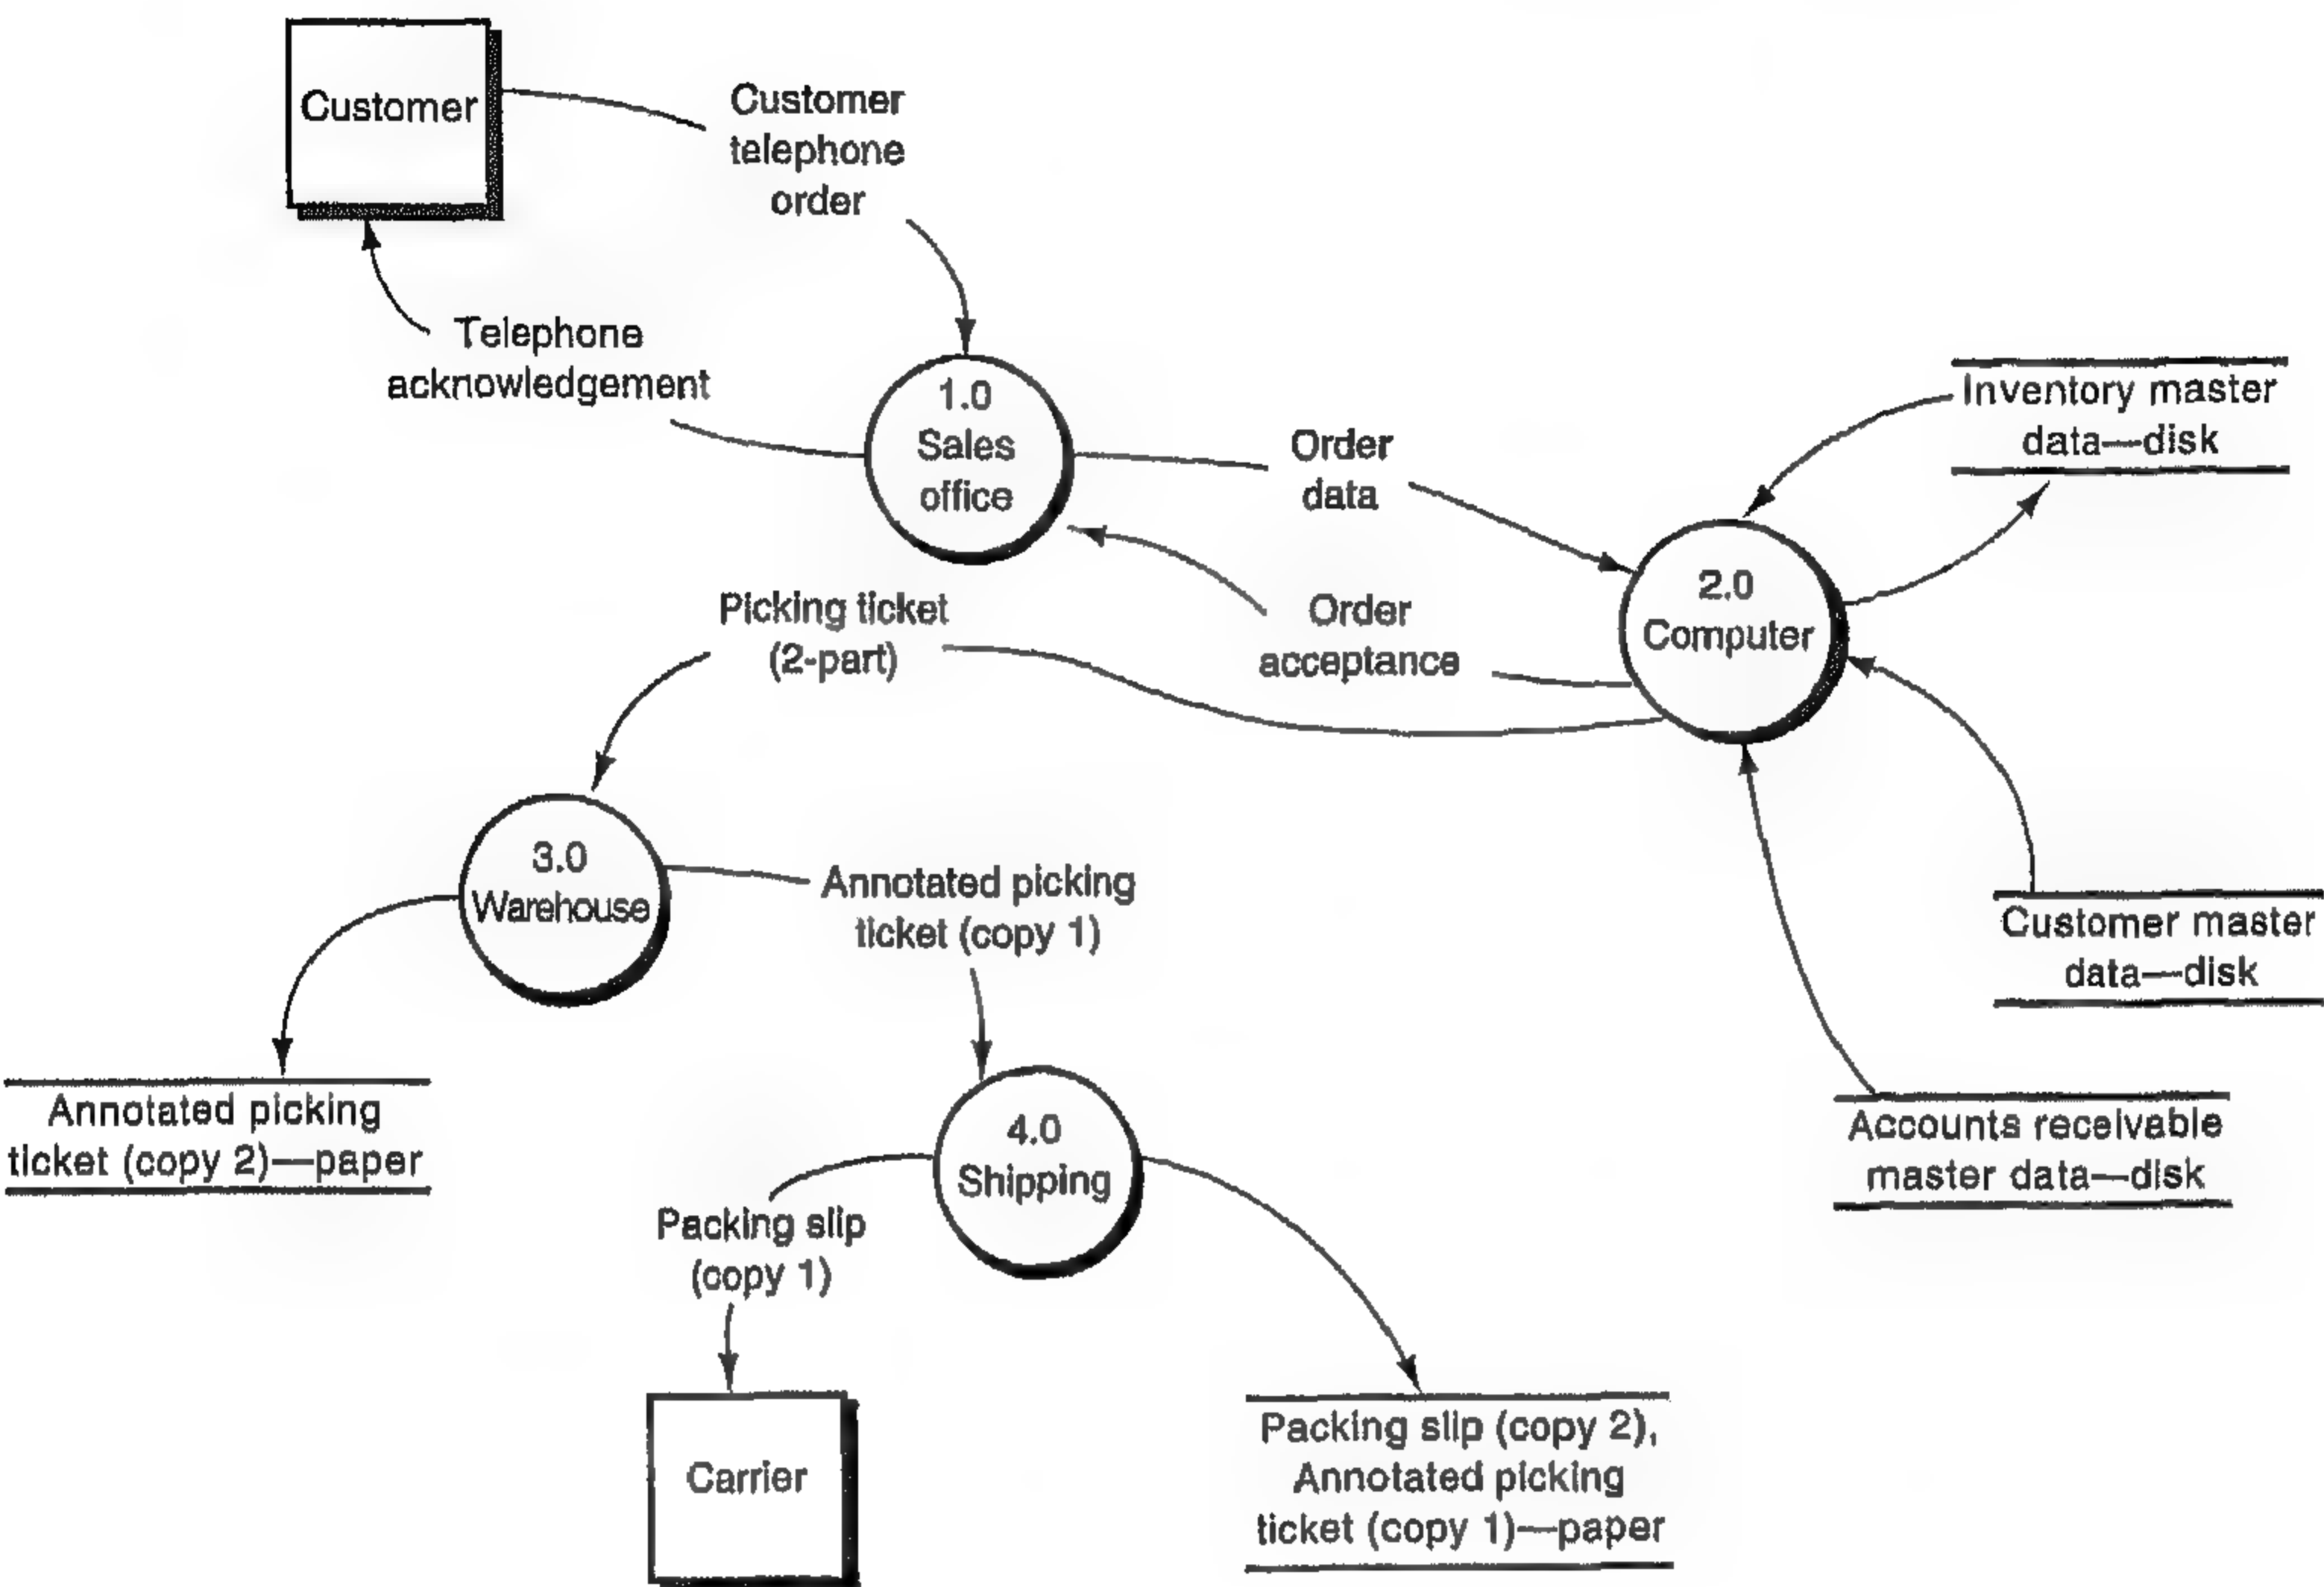 Customer
Customer
telephone
order
Telephone
acknowledgement
1.0
Sales
office
Order
data
Inventory master
data—disk
2.0
Computer
Order
acceptance
Picking ticket
(2-part)
3.0
Warehouse
Annotated picking
ticket (copy 1)
Customer master
data—disk
Annotated picking
ticket (copy 2)—paper
4.0
Shipping
Accounts receivable
master data—disk
Packing slip
(copy 1)
Carrier
Packing slip (copy 2),
Annotated picking
ticket (copy 1)—paper